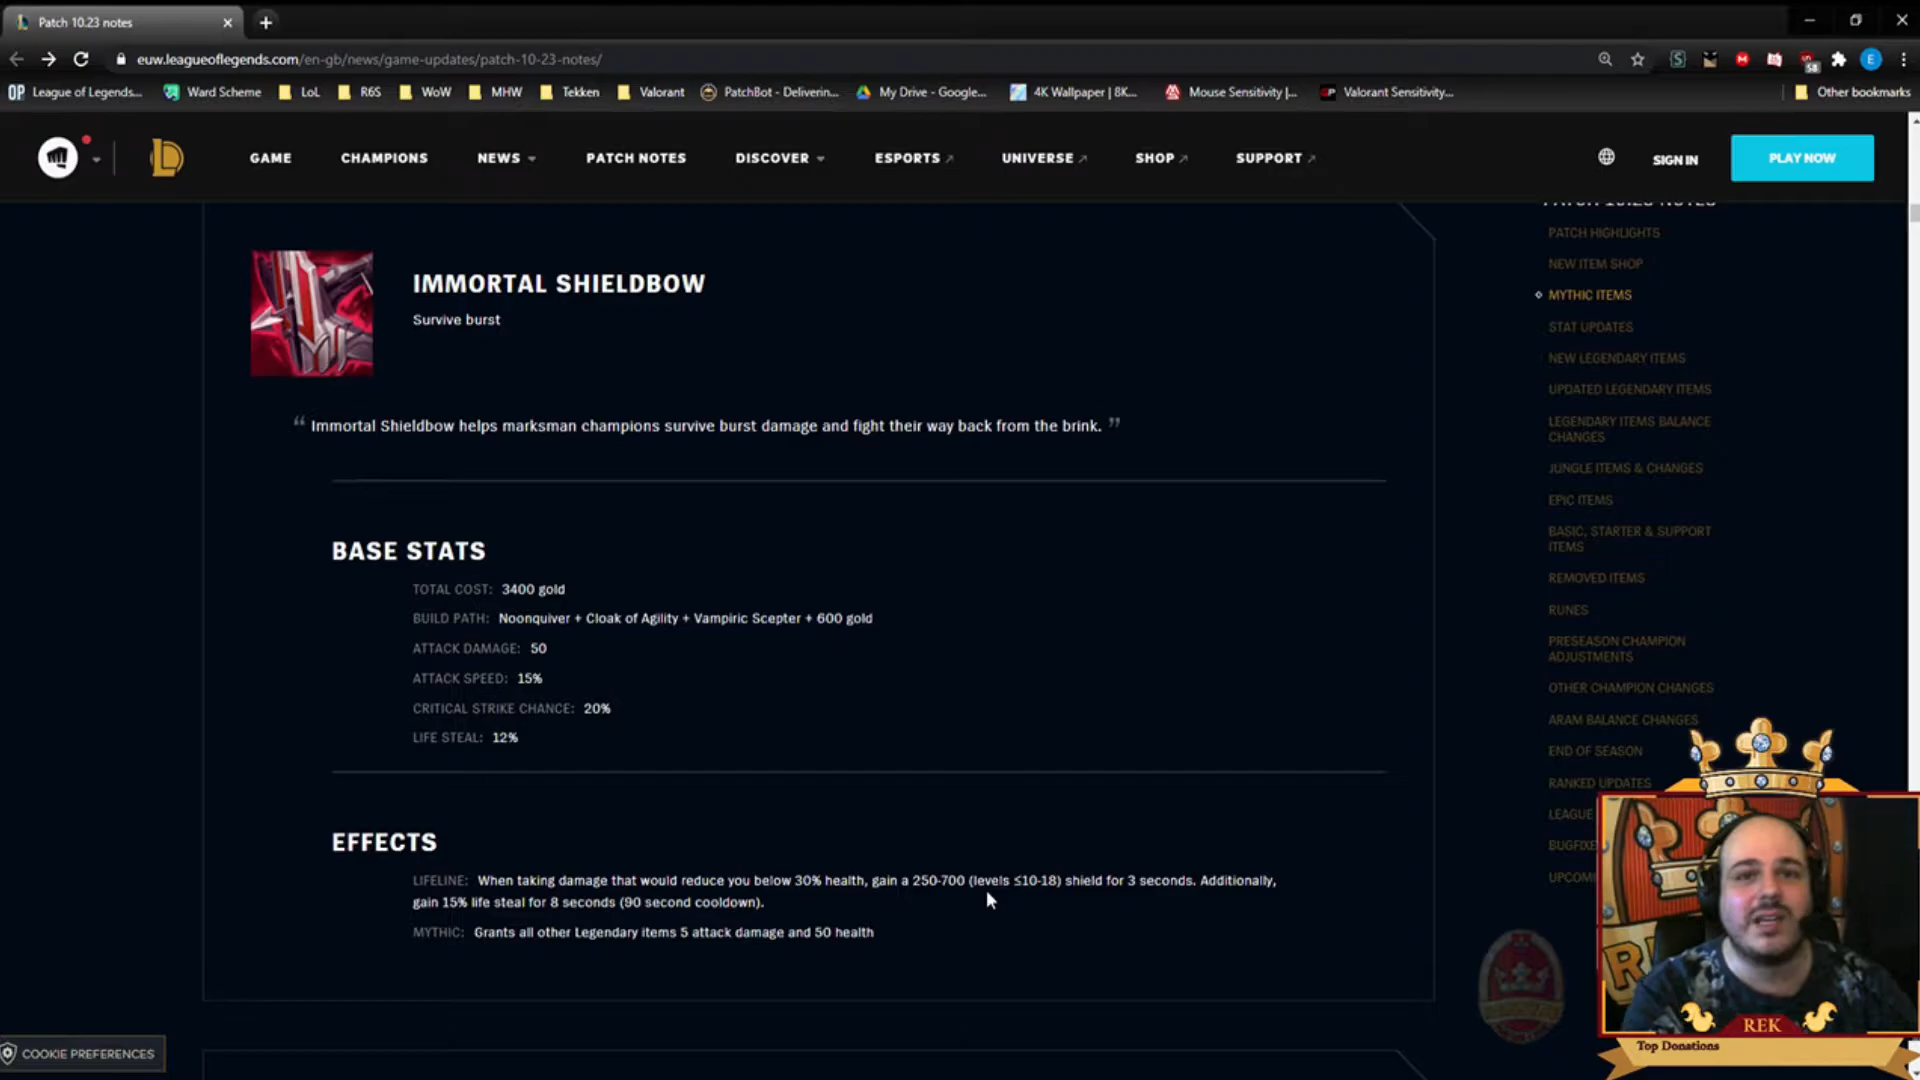 Patch 10.23 notes
euw.leagueoflegends.com/en-gb/news/game-updates/patch-10-23-notes/
League of Legends... Ward Scheme LoL R6S WoW MHW Tekken Valorant PatchBot - Deliverin... My Drive - Google... 4K Wallpaper | 8K... Mouse Sensitivity |... Valorant Sensitivity... Other bookmarks
GAME CHAMPIONS NEWS PATCH NOTES DISCOVER ESPORTS UNIVERSE SHOP SUPPORT SIGN IN PLAY NOW
IMMORTAL SHIELDBOW
Survive burst
“ Immortal Shieldbow helps marksman champions survive burst damage and fight their way back from the brink. ”
BASE STATS
TOTAL COST: 3400 gold
BUILD PATH: Noonquiver + Cloak of Agility + Vampiric Scepter + 600 gold
ATTACK DAMAGE: 50
ATTACK SPEED: 15%
CRITICAL STRIKE CHANCE: 20%
LIFE STEAL: 12%
EFFECTS
LIFELINE: When taking damage that would reduce you below 30% health, gain a 250-700 (levels ≤10-18) shield for 3 seconds. Additionally,
gain 15% life steal for 8 seconds (90 second cooldown).
MYTHIC: Grants all other Legendary items 5 attack damage and 50 health
PATCH 10.23 NOTES
PATCH HIGHLIGHTS
NEW ITEM SHOP
MYTHIC ITEMS
STAT UPDATES
NEW LEGENDARY ITEMS
UPDATED LEGENDARY ITEMS
LEGENDARY ITEMS BALANCE
CHANGES
JUNGLE ITEMS & CHANGES
EPIC ITEMS
BASIC, STARTER & SUPPORT
ITEMS
REMOVED ITEMS
RUNES
PRESEASON CHAMPION
ADJUSTMENTS
OTHER CHAMPION CHANGES
ARAM BALANCE CHANGES
END OF SEASON
RANKED UPDATES
LEAGUE
BUGFIXE
UPCOM
REK
Top Donations
COOKIE PREFERENCES